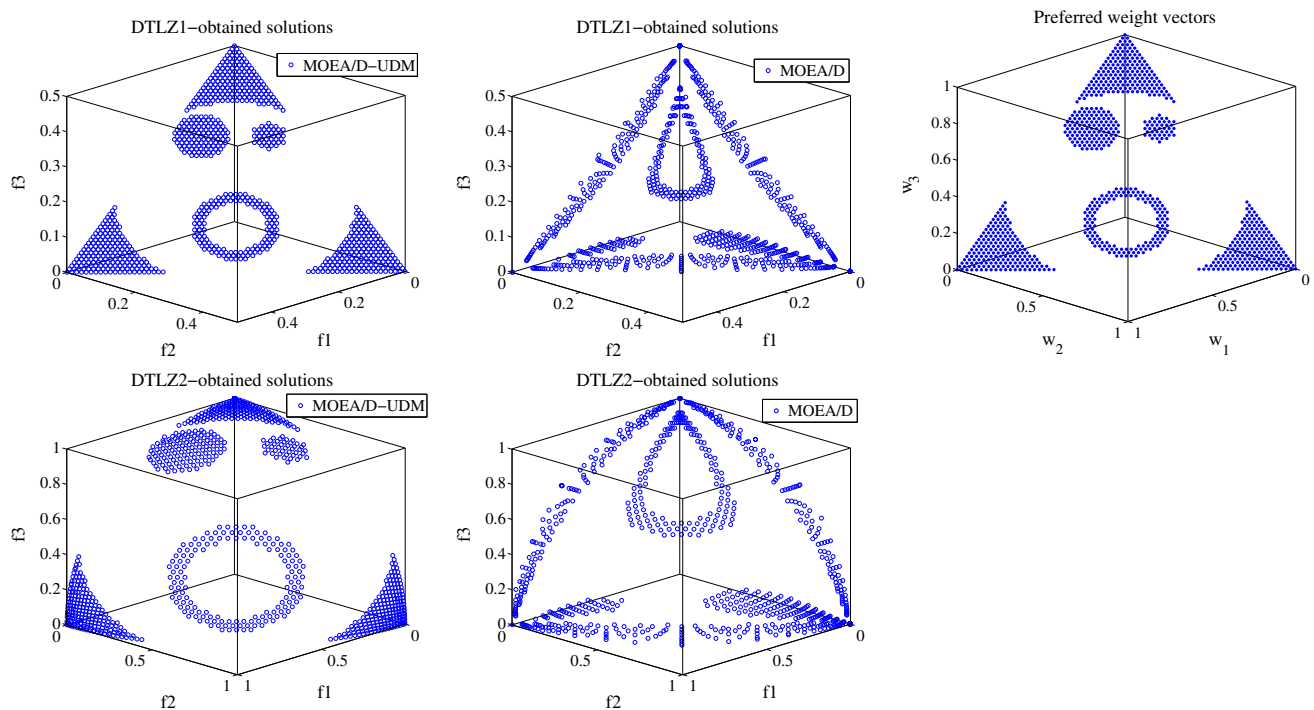 DTLZ1−obtained solutions
MOEA/D−UDM
0.5
0.4
0.3
0.2
0.1
0
f3
0
0.2
0.4
f2
0.4
0.2
0
f1
DTLZ1−obtained solutions
MOEA/D
0.5
0.4
0.3
0.2
0.1
0
f3
0
0.2
0.4
f2
0.4
0.2
0
f1
Preferred weight vectors
1
0.8
0.6
0.4
0.2
0
w_3
0
0.5
1
w_2
1
0.5
0
w_1
DTLZ2−obtained solutions
MOEA/D−UDM
1
0.8
0.6
0.4
0.2
0
f3
0
0.5
1
f2
1
0.5
0
f1
DTLZ2−obtained solutions
MOEA/D
1
0.8
0.6
0.4
0.2
0
f3
0
0.5
1
f2
1
0.5
0
f1